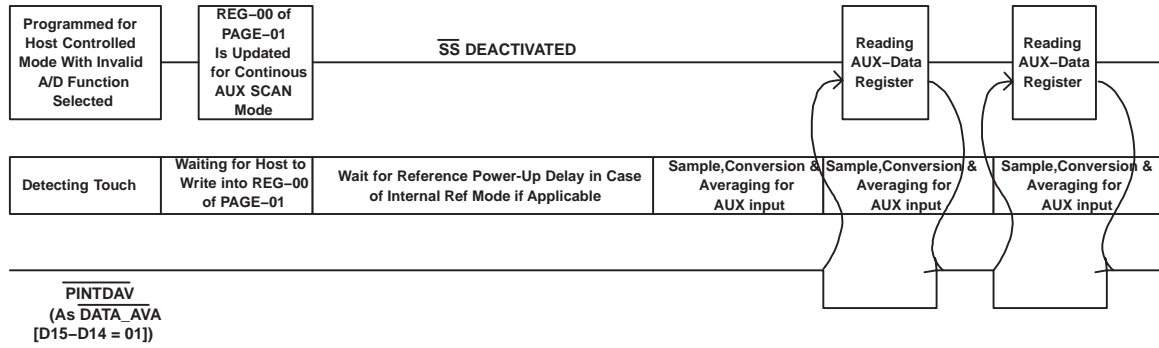 Programmed for
Host Controlled
Mode With Invalid
A/D Function
Selected
REG−00 of
PAGE−01
Is Updated
for Continous
AUX SCAN
Mode
SS DEACTIVATED
Reading
AUX−Data
Register
Reading
AUX−Data
Register
Detecting Touch
Waiting for Host to
Write into REG−00
of PAGE−01
Wait for Reference Power-Up Delay in Case
of Internal Ref Mode if Applicable
Sample,Conversion &
Averaging for
AUX input
Sample,Conversion &
Averaging for
AUX input
Sample,Conversion &
Averaging for
AUX input
PINTDAV
(As DATA_AVA
[D15−D14 = 01])